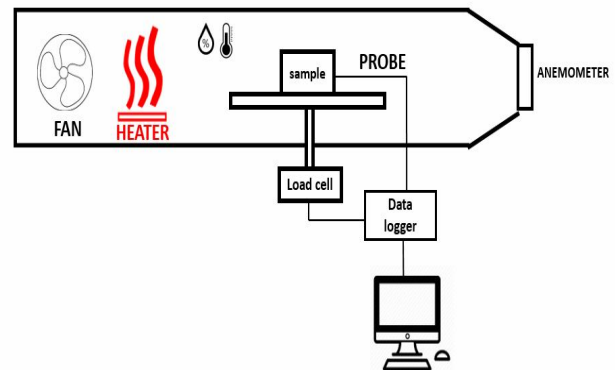 %
sample
PROBE
ANEMOMETER
FAN
HEATER
Load cell
Data
logger